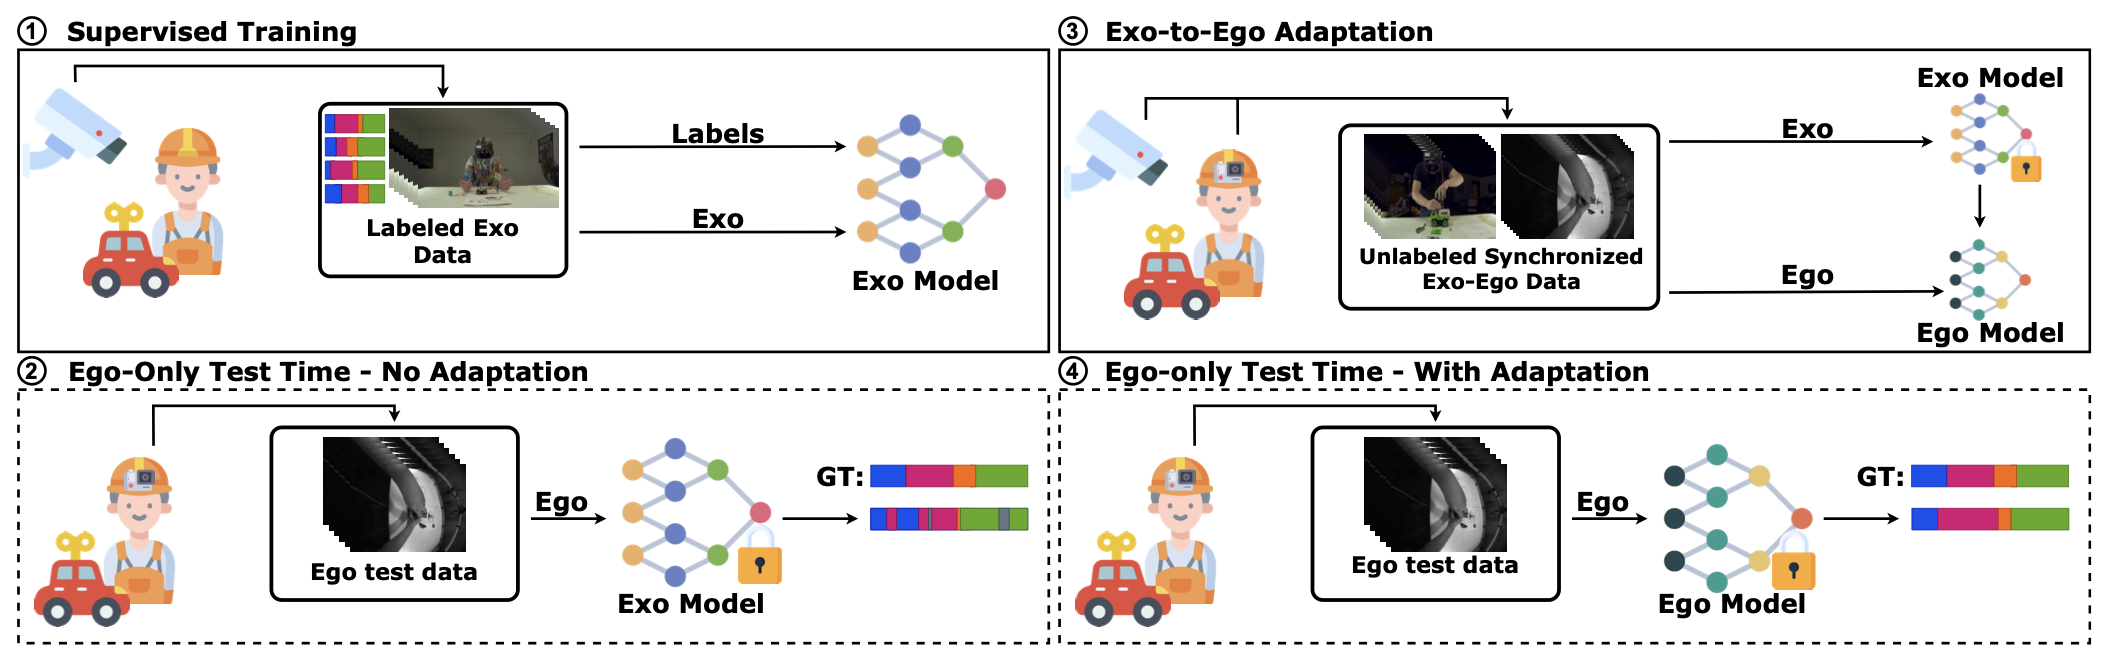 ① Supervised Training
Labels
Exo
Labeled Exo
Data
Exo Model
② Ego-Only Test Time - No Adaptation
Ego
GT:
Ego test data
Exo Model
③ Exo-to-Ego Adaptation
Exo Model
Exo
Unlabeled Synchronized
Exo-Ego Data
Ego
Ego Model
④ Ego-only Test Time - With Adaptation
Ego
GT:
Ego test data
Ego Model